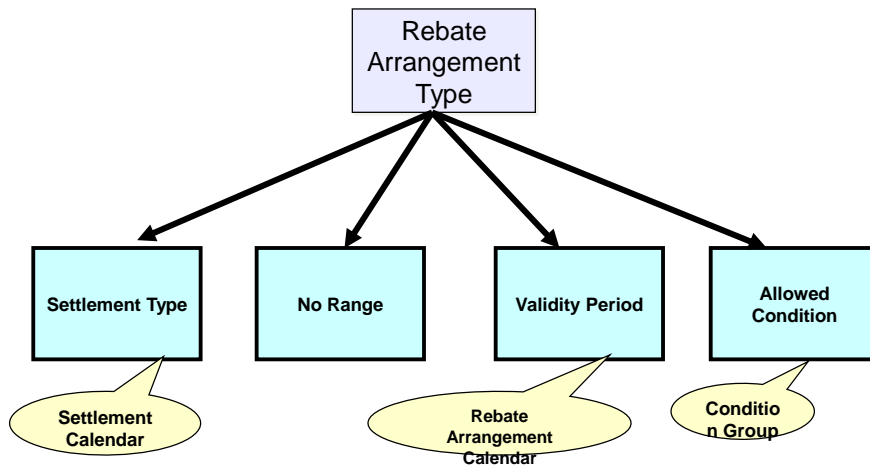 Rebate
Arrangement
Type
Settlement Type
No Range
Validity Period
Allowed
Condition
Settlement
Calendar
Rebate
Arrangement
Calendar
Conditio
n Group